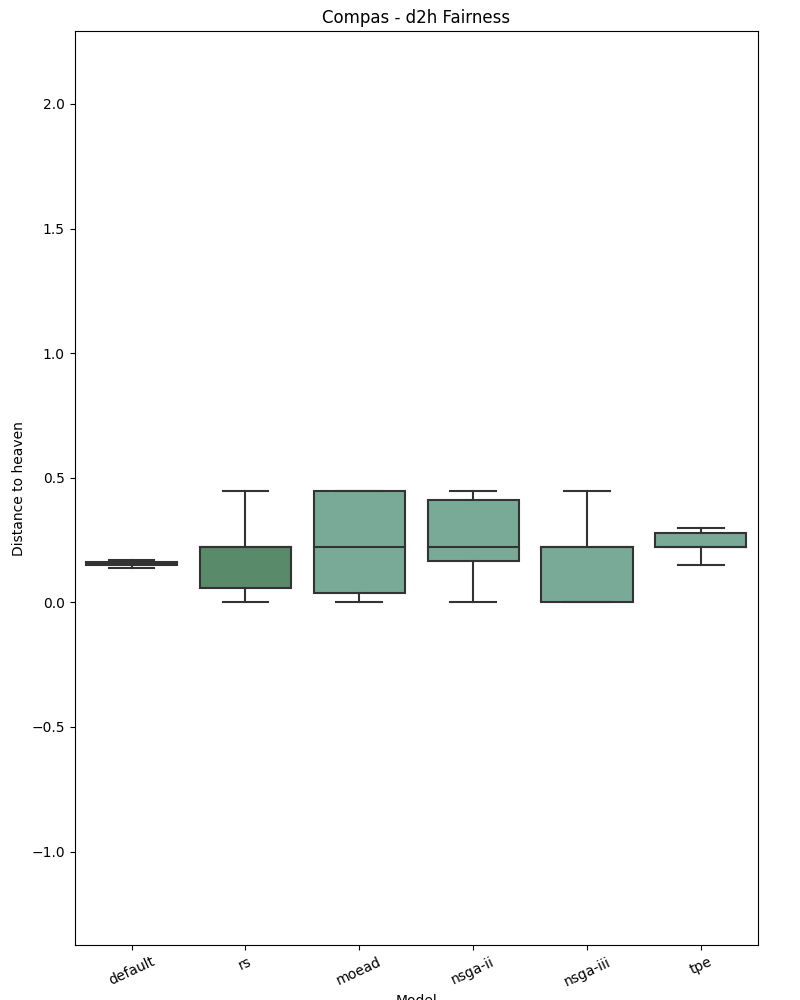 Compas - d2h Fairness
Distance to heaven
2.0
1.5
1.0
0.5
0.0
−0.5
−1.0
default
rs
moead
nsga-ii
nsga-iii
tpe
Model